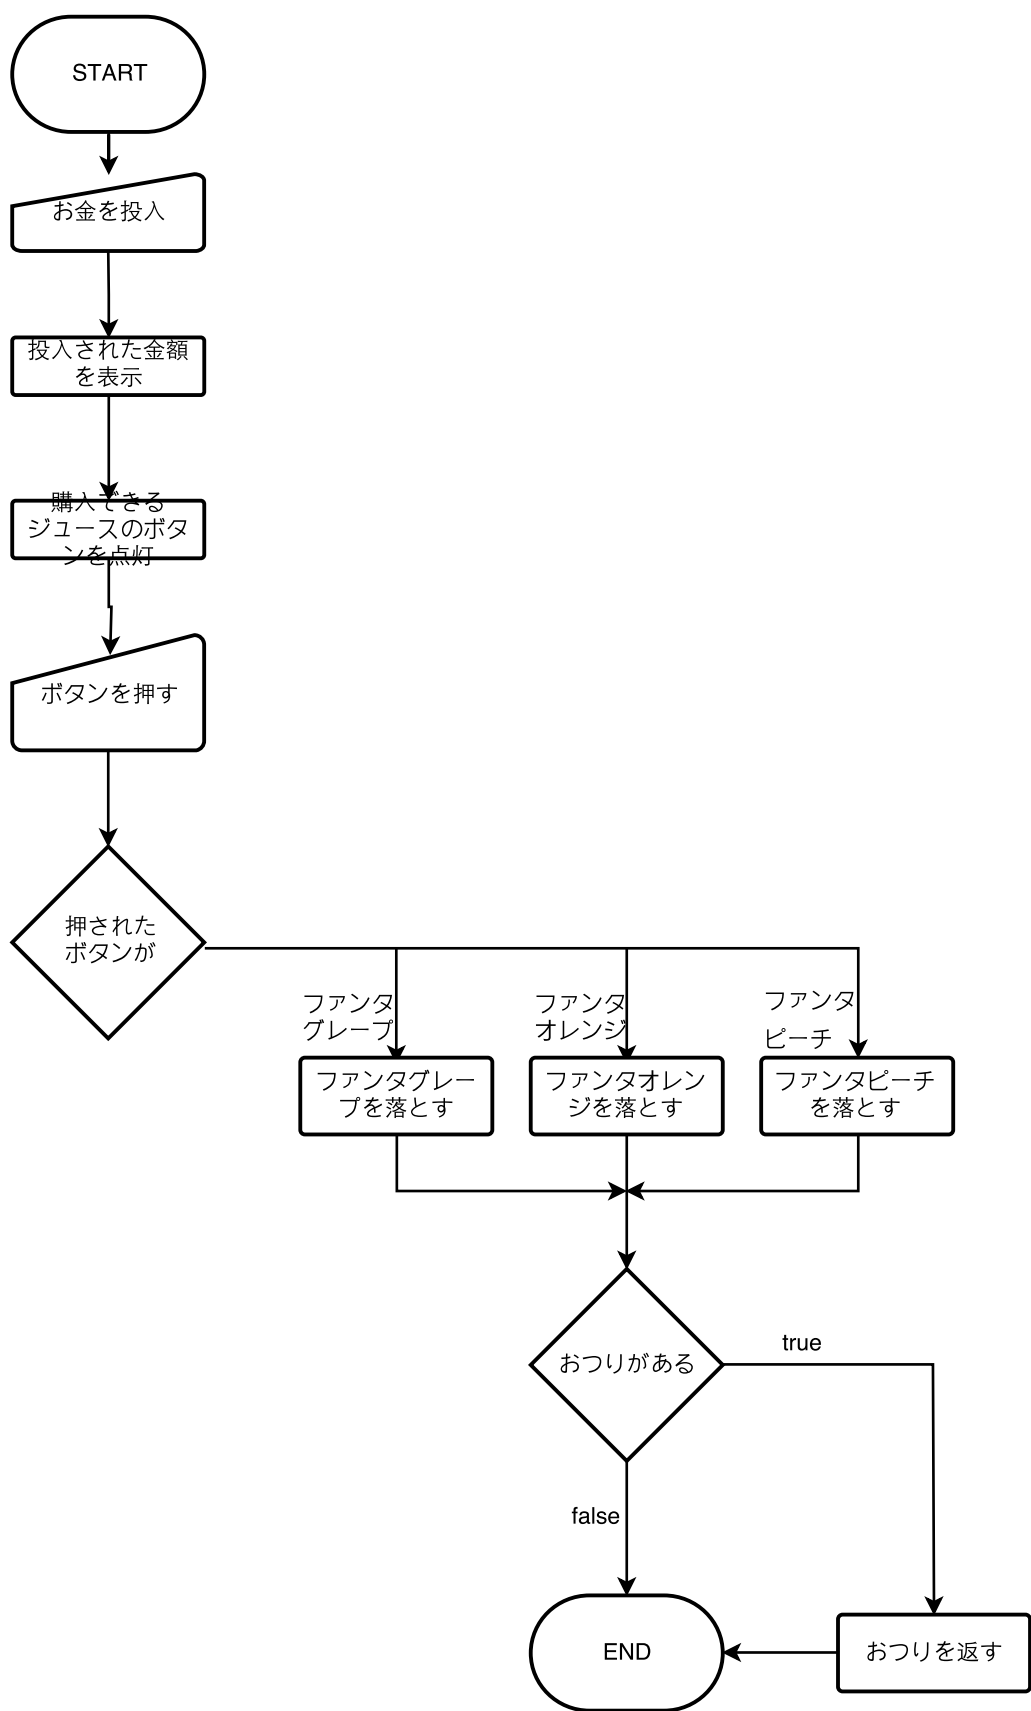 START
お金を投入
投入された金額
を表示
購入できる
ジュースのボタ
ンを点灯
ボタンを押す
押された
ボタンが
ファンタ
グレープ
ファンタ
オレンジ
ファンタ
ピーチ
ファンタグレー
プを落とす
ファンタオレン
ジを落とす
ファンタピーチ
を落とす
おつりがある
true
false
END
おつりを返す